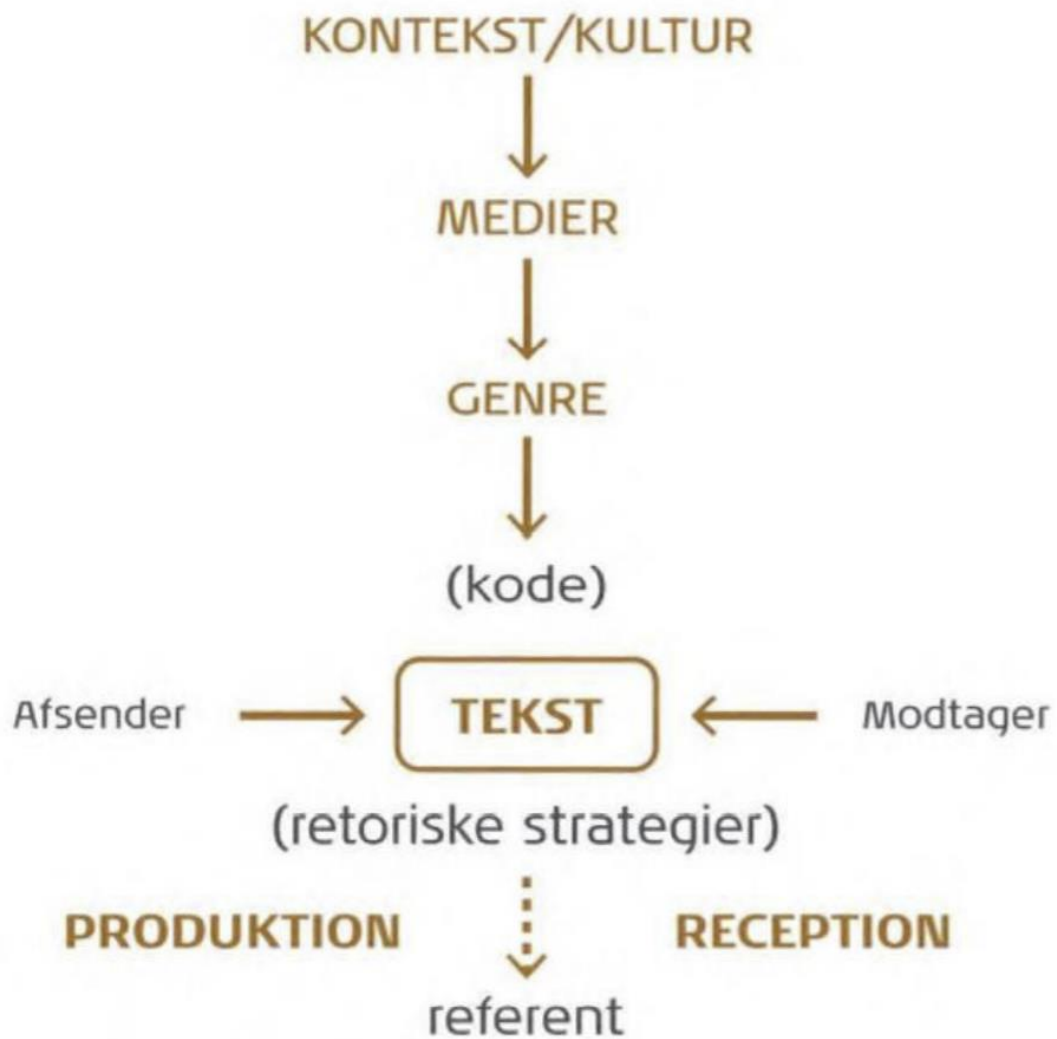 KONTEKST/KULTUR
MEDIER
GENRE
(kode)
Afsender TEKST Modtager
(retoriske strategier)
PRODUKTION RECEPTION
referent